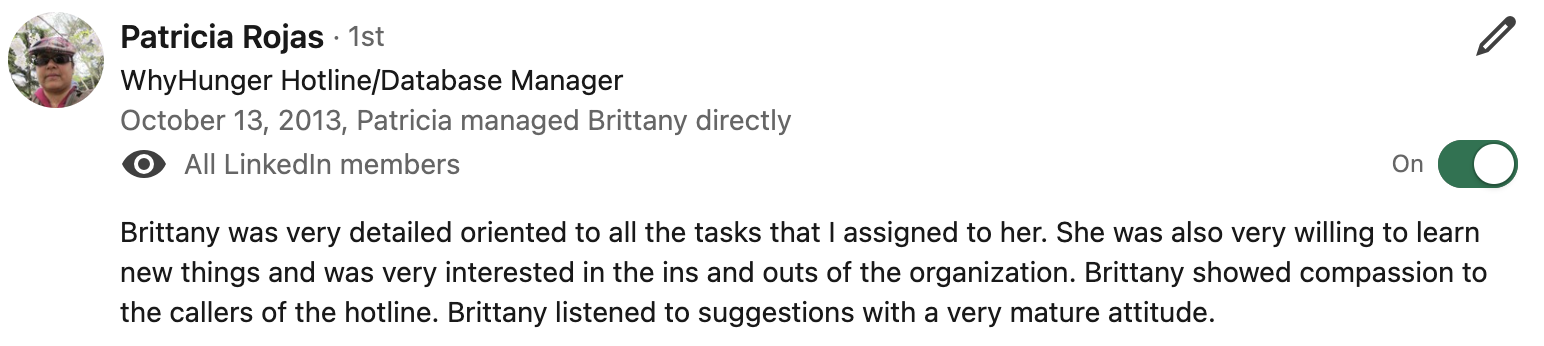 Patricia Rojas · 1st
WhyHunger Hotline/Database Manager
October 13, 2013, Patricia managed Brittany directly
All LinkedIn members
On
Brittany was very detailed oriented to all the tasks that I assigned to her. She was also very willing to learn
new things and was very interested in the ins and outs of the organization. Brittany showed compassion to
the callers of the hotline. Brittany listened to suggestions with a very mature attitude.